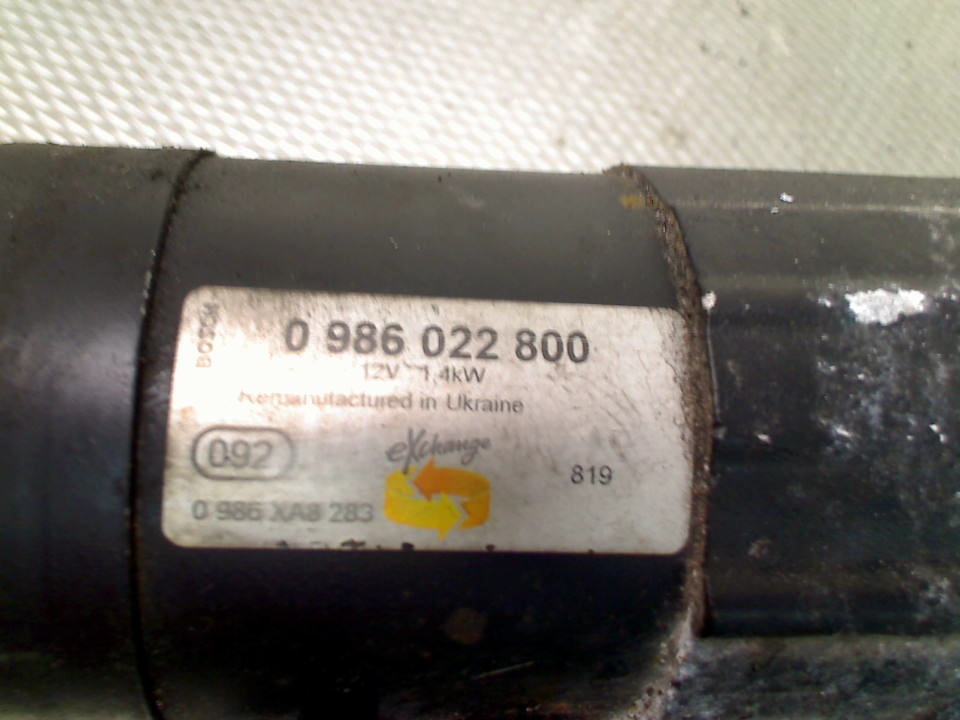 BOSCH
0 986 022 800
12V 1,4kW
Remanufactured in Ukraine
092
eXchange
819
0 986 XA8 283